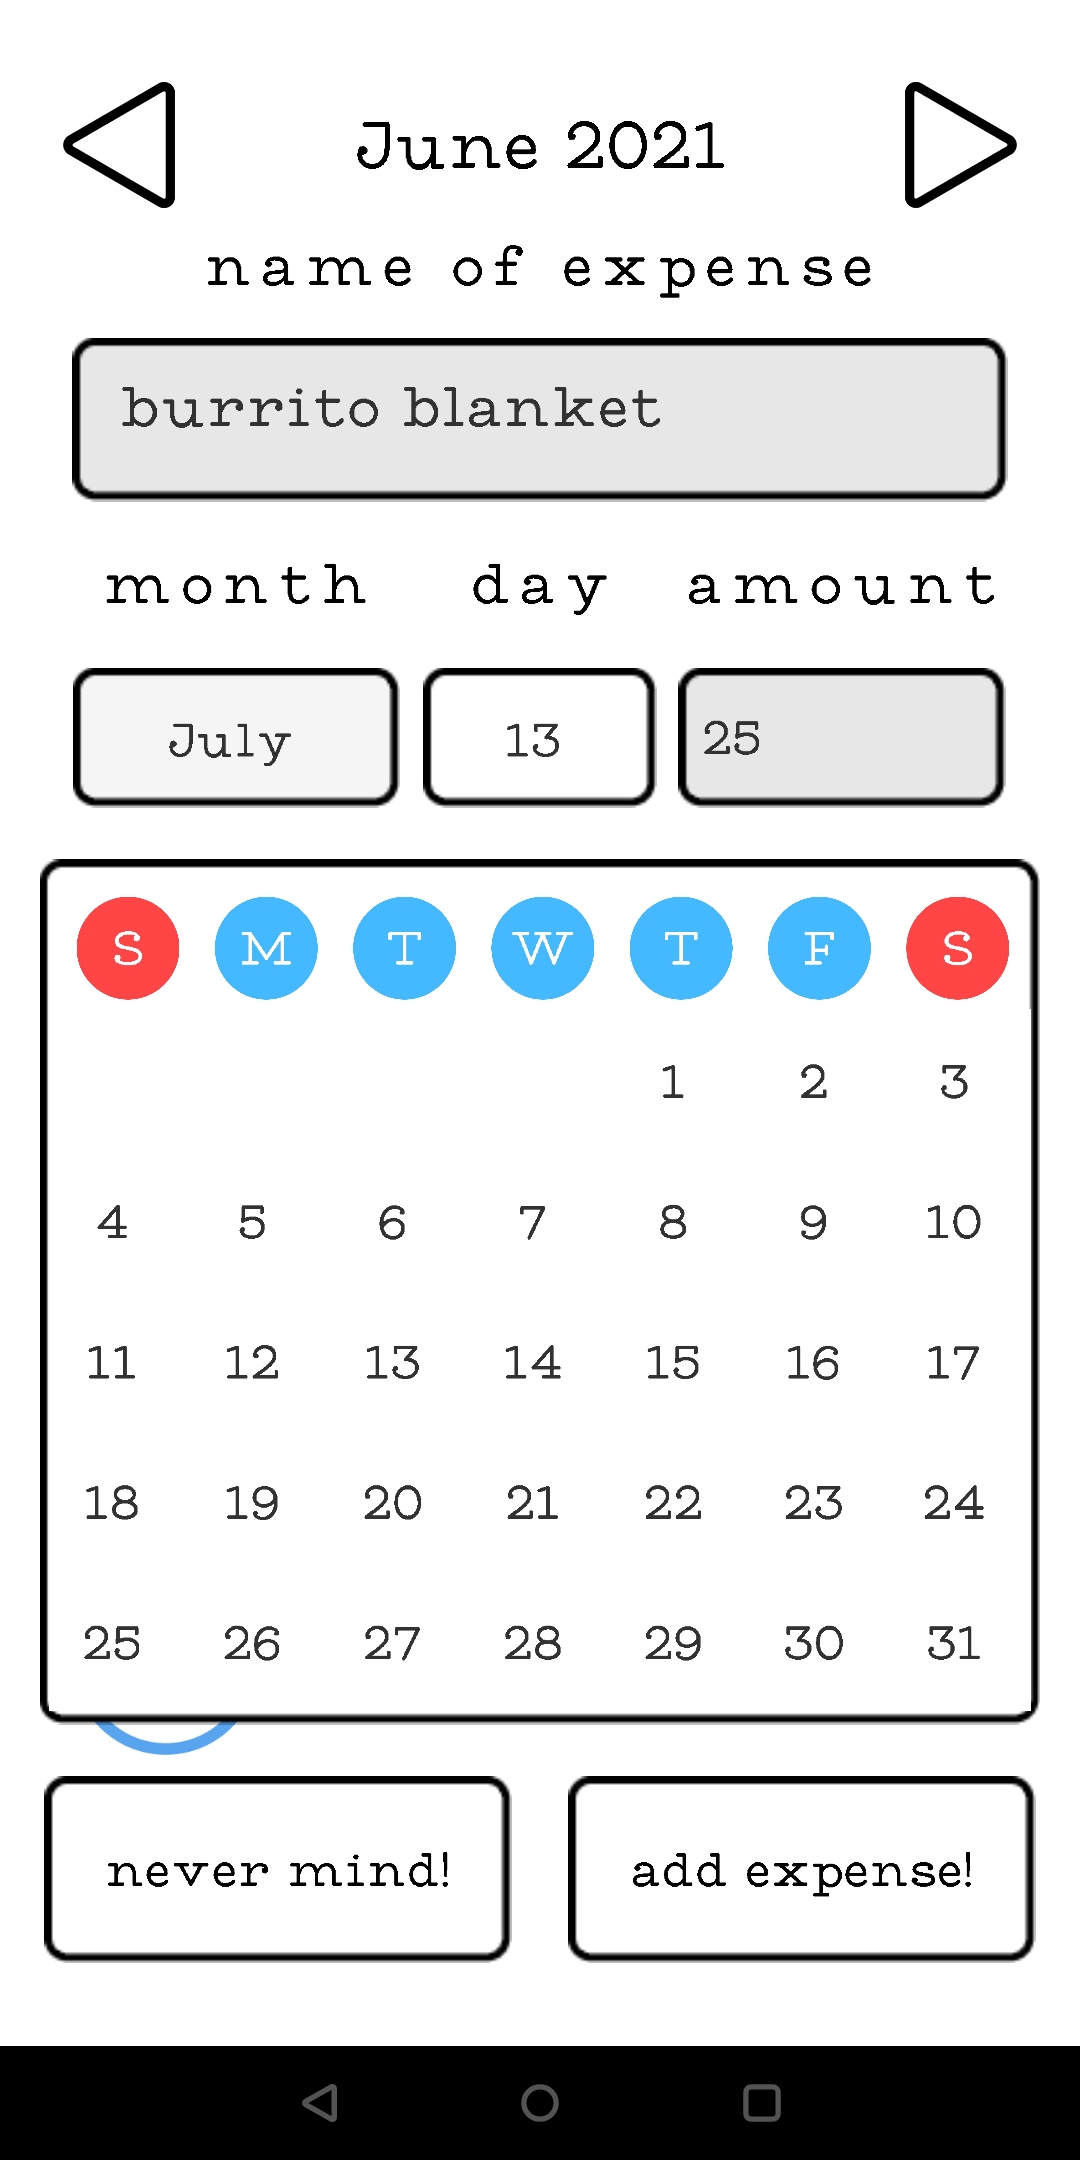 June 2021
name of expense
burrito blanket
month day amount
July 13 25
S M T W T F S
1 2 3
4 5 6 7 8 9 10
11 12 13 14 15 16 17
18 19 20 21 22 23 24
25 26 27 28 29 30 31
never mind! add expense!